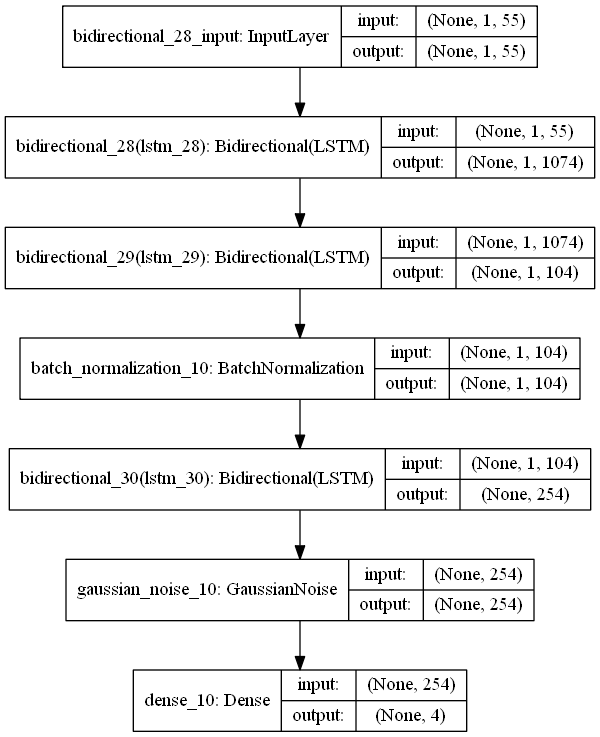 bidirectional_28_input: InputLayer
input: (None, 1, 55)
output: (None, 1, 55)
bidirectional_28(lstm_28): Bidirectional(LSTM)
input: (None, 1, 55)
output: (None, 1, 1074)
bidirectional_29(lstm_29): Bidirectional(LSTM)
input: (None, 1, 1074)
output: (None, 1, 104)
batch_normalization_10: BatchNormalization
input: (None, 1, 104)
output: (None, 1, 104)
bidirectional_30(lstm_30): Bidirectional(LSTM)
input: (None, 1, 104)
output: (None, 254)
gaussian_noise_10: GaussianNoise
input: (None, 254)
output: (None, 254)
dense_10: Dense
input: (None, 254)
output: (None, 4)